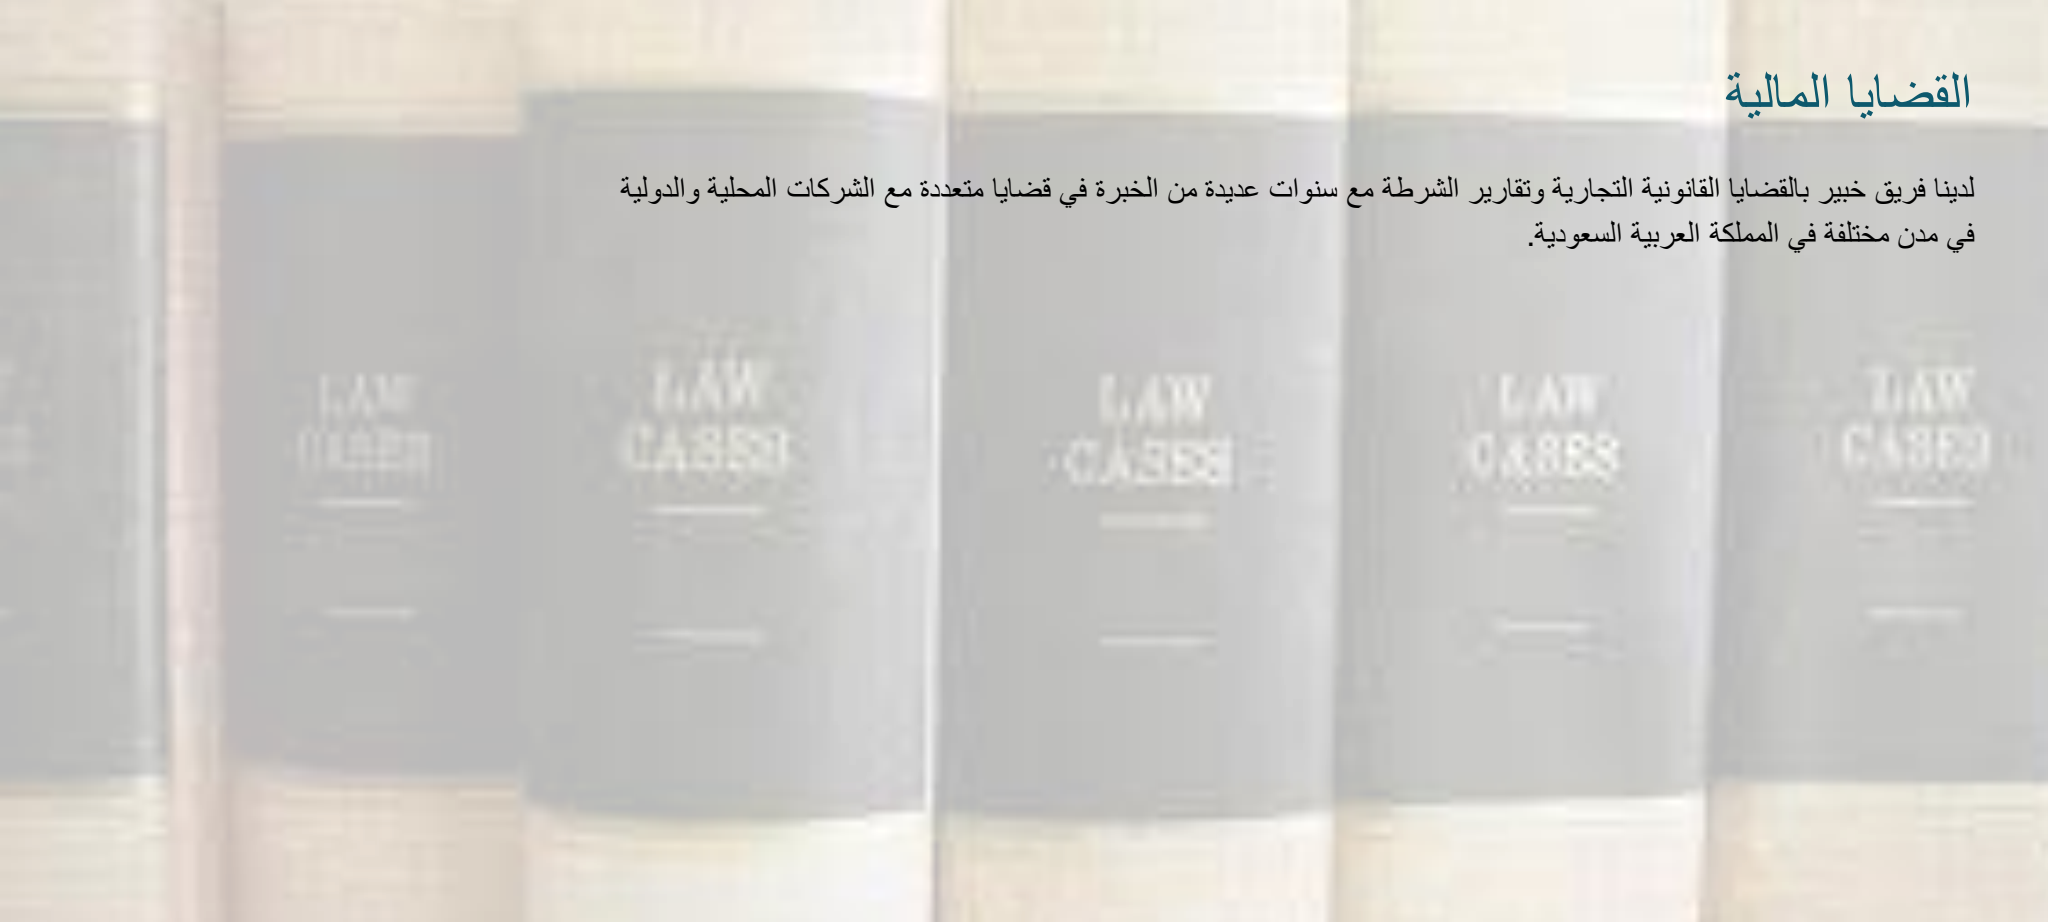 القضايا المالية
لدينا فريق خبير بالقضايا القانونية التجارية وتقارير الشرطة مع سنوات عديدة من الخبرة في قضايا متعددة مع الشركات المحلية والدولية
في مدن مختلفة في المملكة العربية السعودية.
LAW
CASES
LAW
CASES
LAW
CASES
LAW
CASES
LAW
CASES